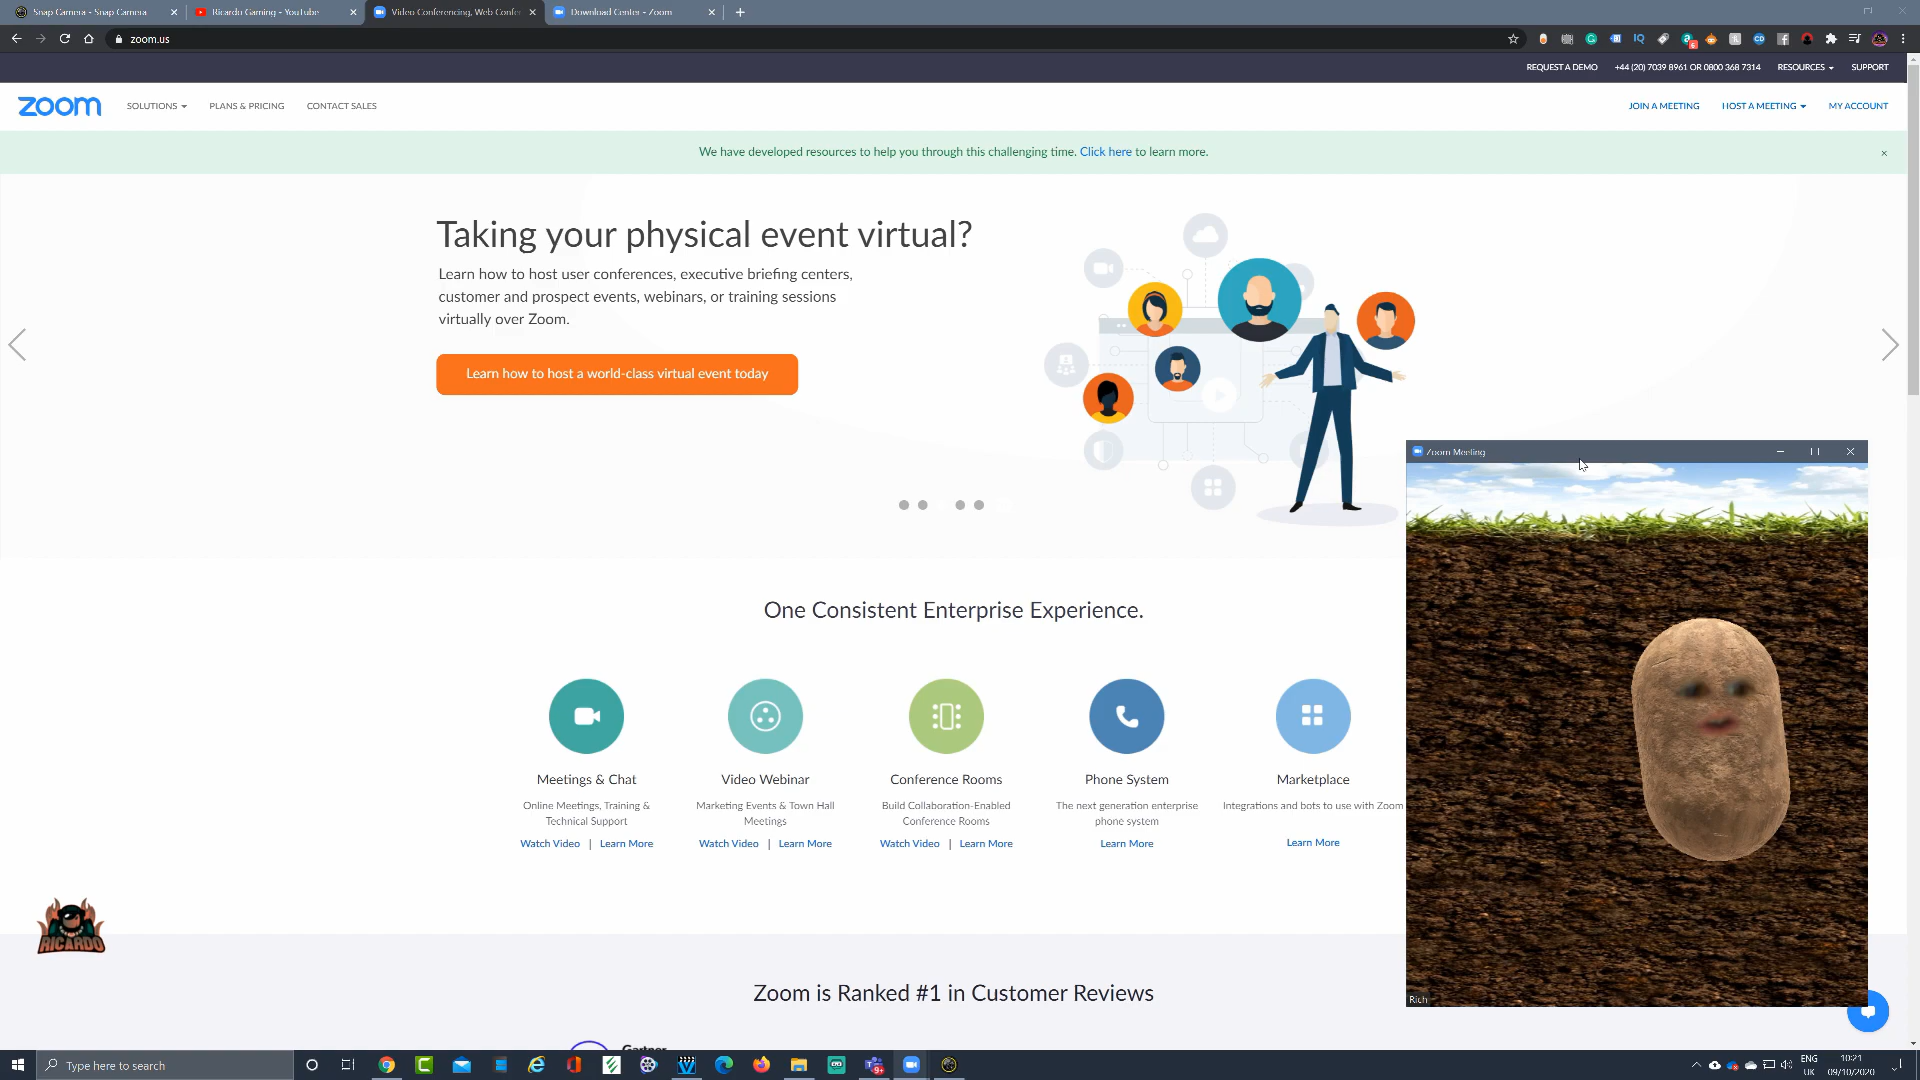 Snap Camera - Snap Camera
Ricardo Gaming - YouTube
Video Conferencing, Web Confe
Download Center - Zoom
zoom.us
REQUEST A DEMO
+44 (20) 7039 8961 OR 0800 368 7314
RESOURCES
SUPPORT
zoom
SOLUTIONS
PLANS & PRICING
CONTACT SALES
JOIN A MEETING
HOST A MEETING
MY ACCOUNT
We have developed resources to help you through this challenging time. Click here to learn more.
Taking your physical event virtual?
Learn how to host user conferences, executive briefing centers,
customer and prospect events, webinars, or training sessions
virtually over Zoom.
Learn how to host a world-class virtual event today
Zoom Meeting
One Consistent Enterprise Experience.
Meetings & Chat
Online Meetings, Training &
Technical Support
Watch Video | Learn More
Video Webinar
Marketing Events & Town Hall
Meetings
Watch Video | Learn More
Conference Rooms
Build Collaboration-Enabled
Conference Rooms
Watch Video | Learn More
Phone System
The next generation enterprise
phone system
Learn More
Marketplace
Integrations and bots to use with Zoom
Learn More
RICARDO
Zoom is Ranked #1 in Customer Reviews
Rich
Gartner
Type here to search
ENG
UK
10:21
09/10/2020